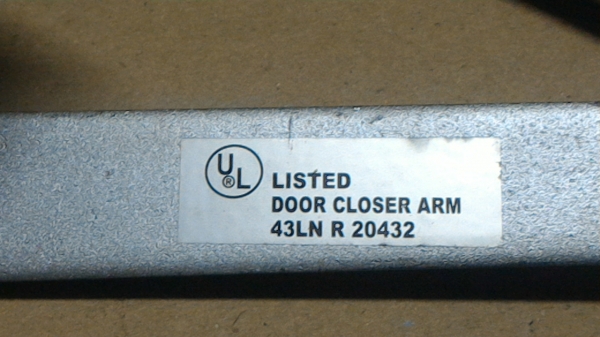 UL® LISTED
DOOR CLOSER ARM
43LN R 20432